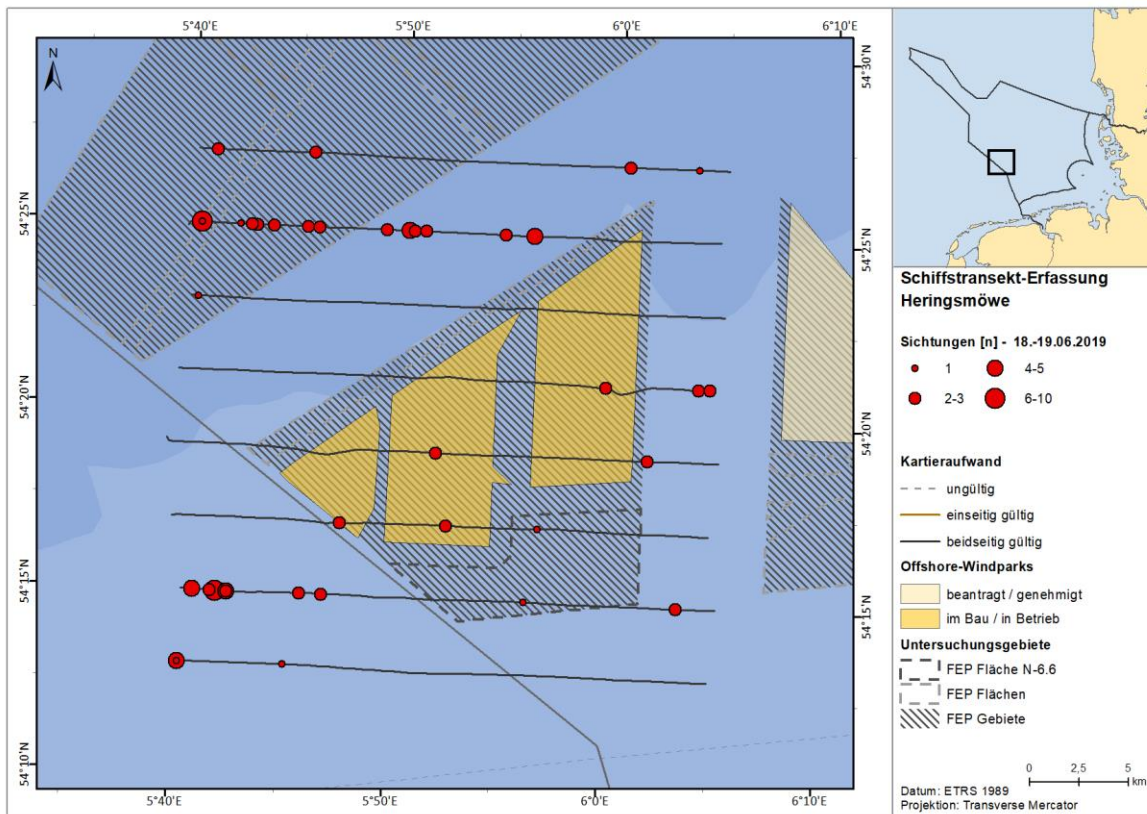 5°40'E 5°50'E 6°0'E 6°10'E
N
54°30'N
54°25'N 54°25'N
54°20'N 54°20'N
54°15'N 54°15'N
54°10'N
5°40'E 5°50'E 6°0'E 6°10'E
Schiffstransekt-Erfassung
Heringsmöwe
Sichtungen [n] - 18.-19.06.2019
1 4-5
2-3 6-10
Kartieraufwand
ungültig
einseitig gültig
beidseitig gültig
Offshore-Windparks
beantragt / genehmigt
im Bau / in Betrieb
Untersuchungsgebiete
FEP Fläche N-6.6
FEP Flächen
FEP Gebiete
0 2,5 5
km
Datum: ETRS 1989
Projektion: Transverse Mercator